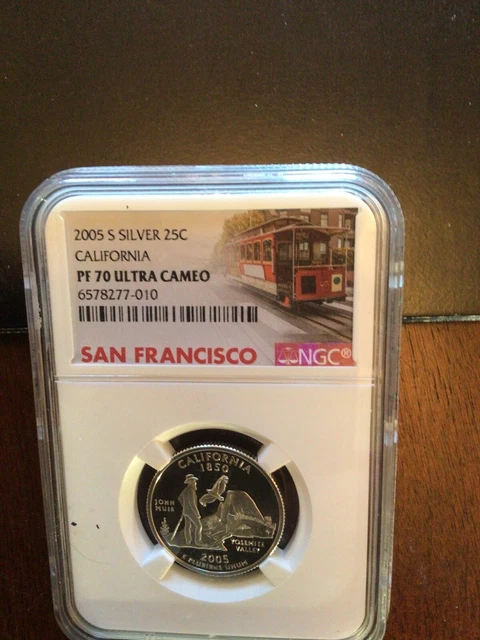 2005 S SILVER 25C
CALIFORNIA
PF 70 ULTRA CAMEO
6578277-010
SAN FRANCISCO
NGC®
CALIFORNIA
1850
JOHN
MUIR
YOSEMITE
VALLEY
2005
E PLURIBUS UNUM